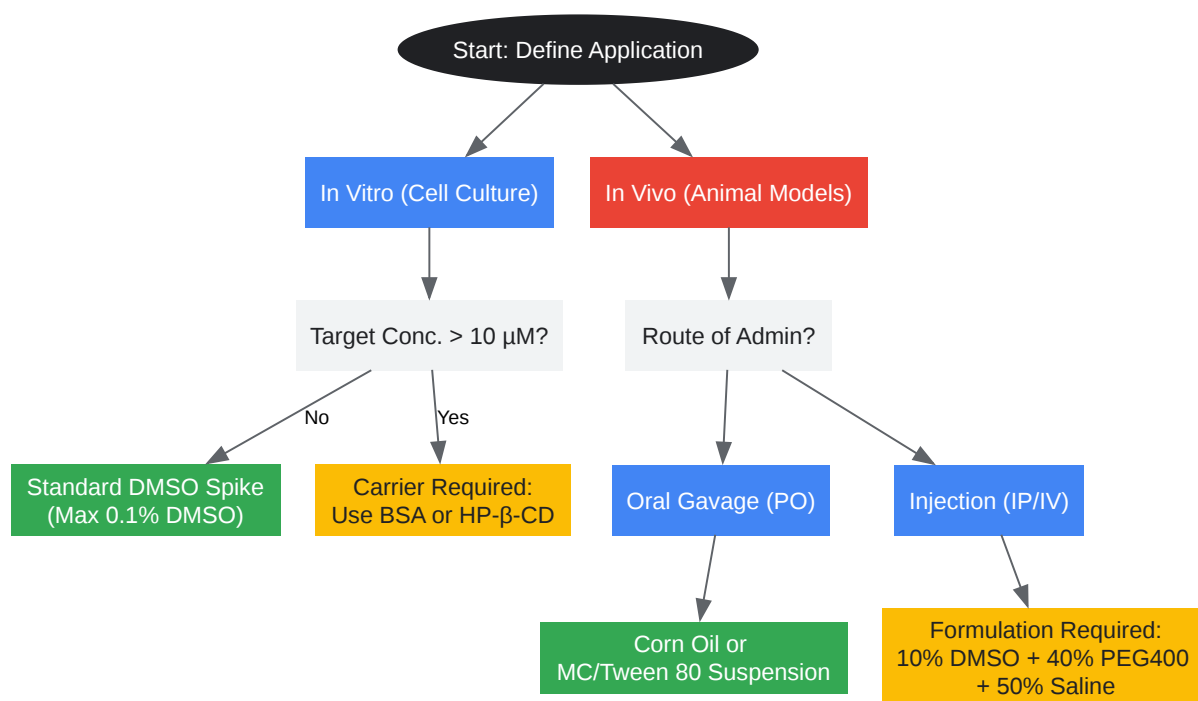 Start: Define Application
In Vitro (Cell Culture)
In Vivo (Animal Models)
Target Conc. > 10 µM?
Route of Admin?
No
Yes
Standard DMSO Spike
(Max 0.1% DMSO)
Carrier Required:
Use BSA or HP-β-CD
Oral Gavage (PO)
Injection (IP/IV)
Corn Oil or
MC/Tween 80 Suspension
Formulation Required:
10% DMSO + 40% PEG400
+ 50% Saline